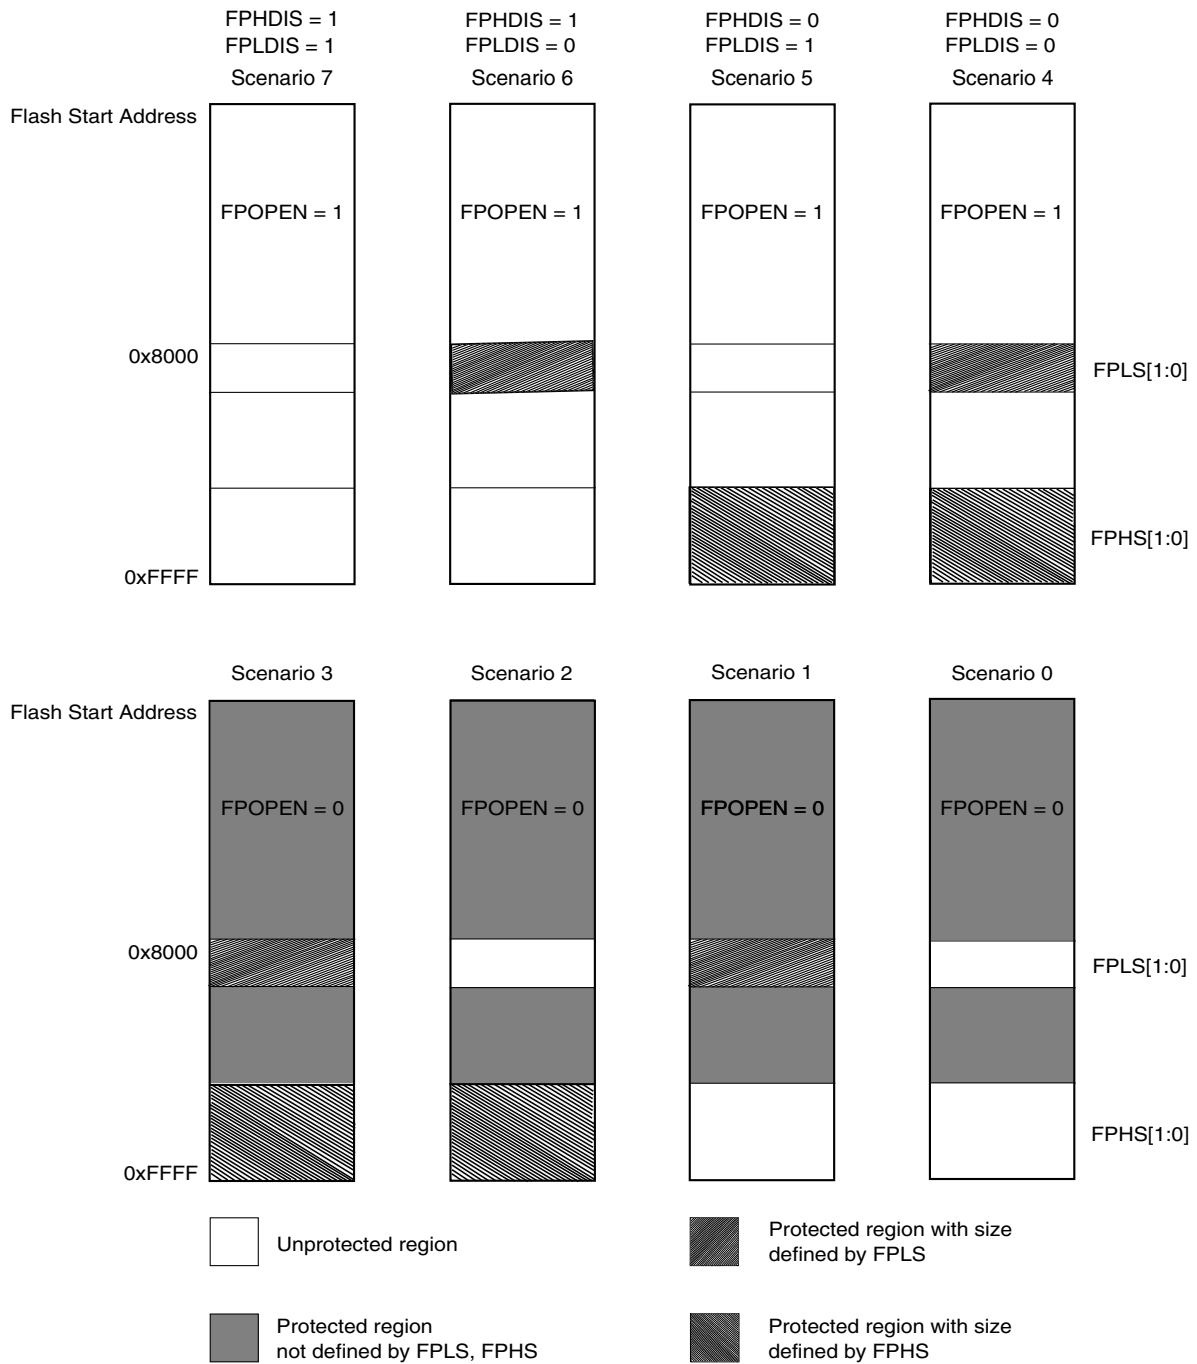 FPHDIS = 1
FPLDIS = 1
Scenario 7
FPHDIS = 1
FPLDIS = 0
Scenario 6
FPHDIS = 0
FPLDIS = 1
Scenario 5
FPHDIS = 0
FPLDIS = 0
Scenario 4
Flash Start Address
FPOPEN = 1
FPOPEN = 1
FPOPEN = 1
FPOPEN = 1
0x8000
FPLS[1:0]
FPHS[1:0]
0xFFFF
Scenario 3
Scenario 2
Scenario 1
Scenario 0
Flash Start Address
FPOPEN = 0
FPOPEN = 0
FPOPEN = 0
FPOPEN = 0
0x8000
FPLS[1:0]
FPHS[1:0]
0xFFFF
Unprotected region
Protected region with size
defined by FPLS
Protected region
not defined by FPLS, FPHS
Protected region with size
defined by FPHS